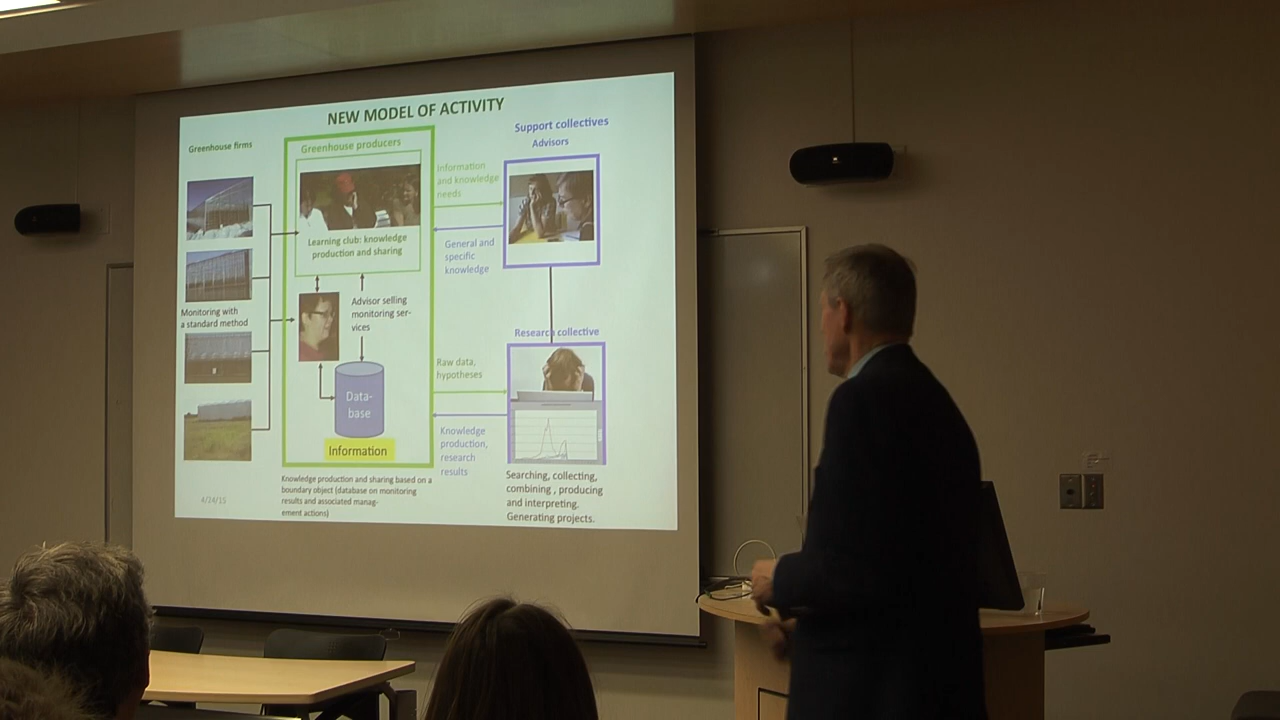 NEW MODEL OF ACTIVITY
Greenhouse firms
Monitoring with
a standard method
Greenhouse producers
Learning club: knowledge
production and sharing
Advisor selling
monitoring ser-
vices
Data-
base
Information
Knowledge production and sharing based on a
boundary object (database on monitoring
results and associated manag-
ement actions)
Information
and knowledge
needs
General and
specific
knowledge
Raw data,
hypotheses
Knowledge
production,
research
results
Support collectives
Advisors
Research collective
Searching, collecting,
combining , producing
and interpreting.
Generating projects.
4/24/15